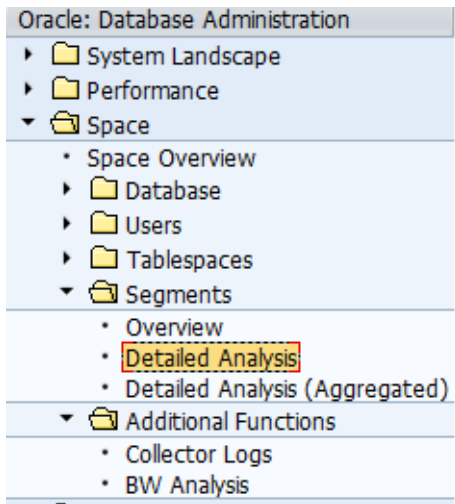 Oracle: Database Administration
System Landscape
Performance
Space
Space Overview
Database
Users
Tablespaces
Segments
Overview
Detailed Analysis
Detailed Analysis (Aggregated)
Additional Functions
Collector Logs
BW Analysis